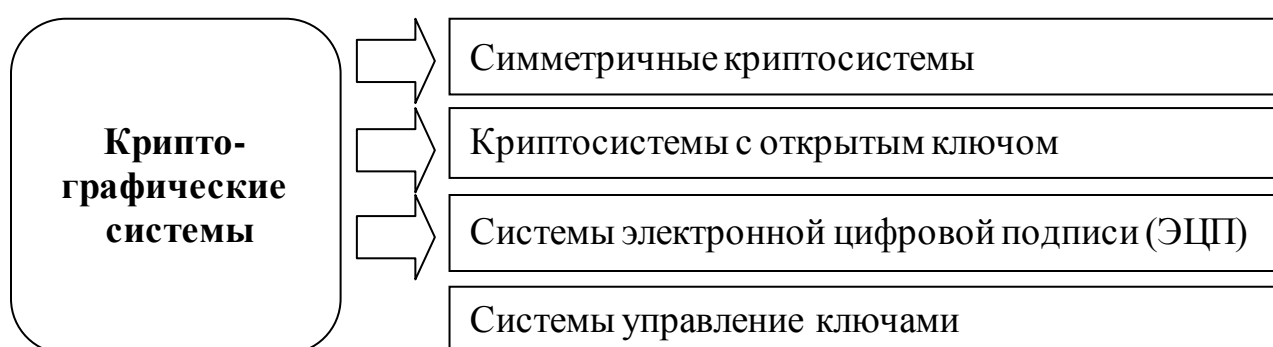 Крипто-
графические
системы
Симметричные криптосистемы
Криптосистемы с открытым ключом
Системы электронной цифровой подписи (ЭЦП)
Системы управление ключами